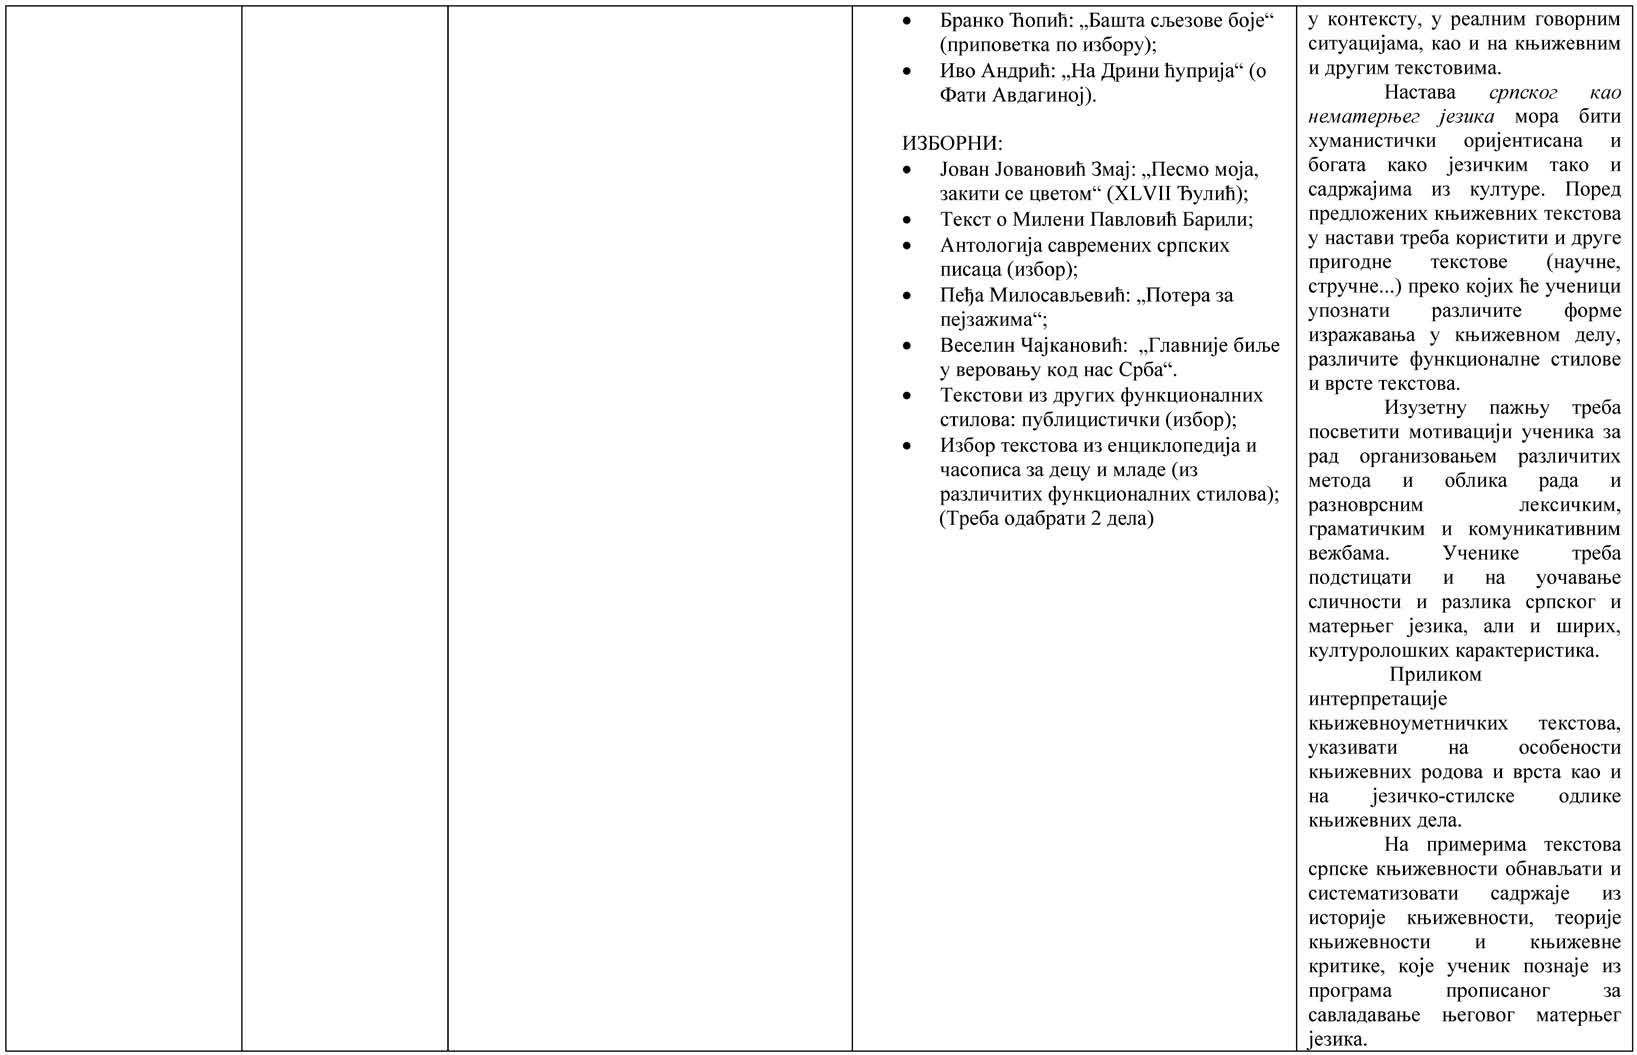 Бранко Ћопић: „Башта сљезове боје“
(приповетка по избору);
Иво Андрић: „На Дрини ћуприја“ (о
Фати Авдагиној).
ИЗБОРНИ:
Јован Јовановић Змај: „Песмо моја,
закити се цветом“ (XLVII Ђулић);
Текст о Милени Павловић Барили;
Антологија савремених српских
писаца (избор);
Пеђа Милосављевић: „Потера за
пејзажима“;
Веселин Чајкановић:  „Главније биље
у веровању код нас Срба“.
Текстови из других функционалних
стилова: публицистички (избор);
Избор текстова из енциклопедија и
часописа за децу и младе (из
различитих функционалних стилова);
(Треба одабрати 2 дела)
у контексту, у реалним говорним
ситуацијама, као и на књижевним
и другим текстовима.
Настава српског као
нематерњег језика мора бити
хуманистички оријентисана и
богата како језичким тако и
садржајима из културе. Поред
предложених књижевних текстова
у настави треба користити и друге
пригодне текстове (научне,
стручне...) преко којих ће ученици
упознати различите форме
изражавања у књижевном делу,
различите функционалне стилове
и врсте текстова.
Изузетну пажњу треба
посветити мотивацији ученика за
рад организовањем различитих
метода и облика рада и
разноврсним лексичким,
граматичким и комуникативним
вежбама. Ученике треба
подстицати и на уочавање
сличности и разлика српског и
матерњег језика, али и ширих,
културолошких карактеристика.
Приликом
интерпретације
књижевноуметничких текстова,
указивати на особености
књижевних родова и врста као и
на језичко-стилске одлике
књижевних дела.
На примерима текстова
српске књижевности обнављати и
систематизовати садржаје из
историје књижевности, теорије
књижевности и књижевне
критике, које ученик познаје из
програма прописаног за
савладавање његовог матерњег
језика.